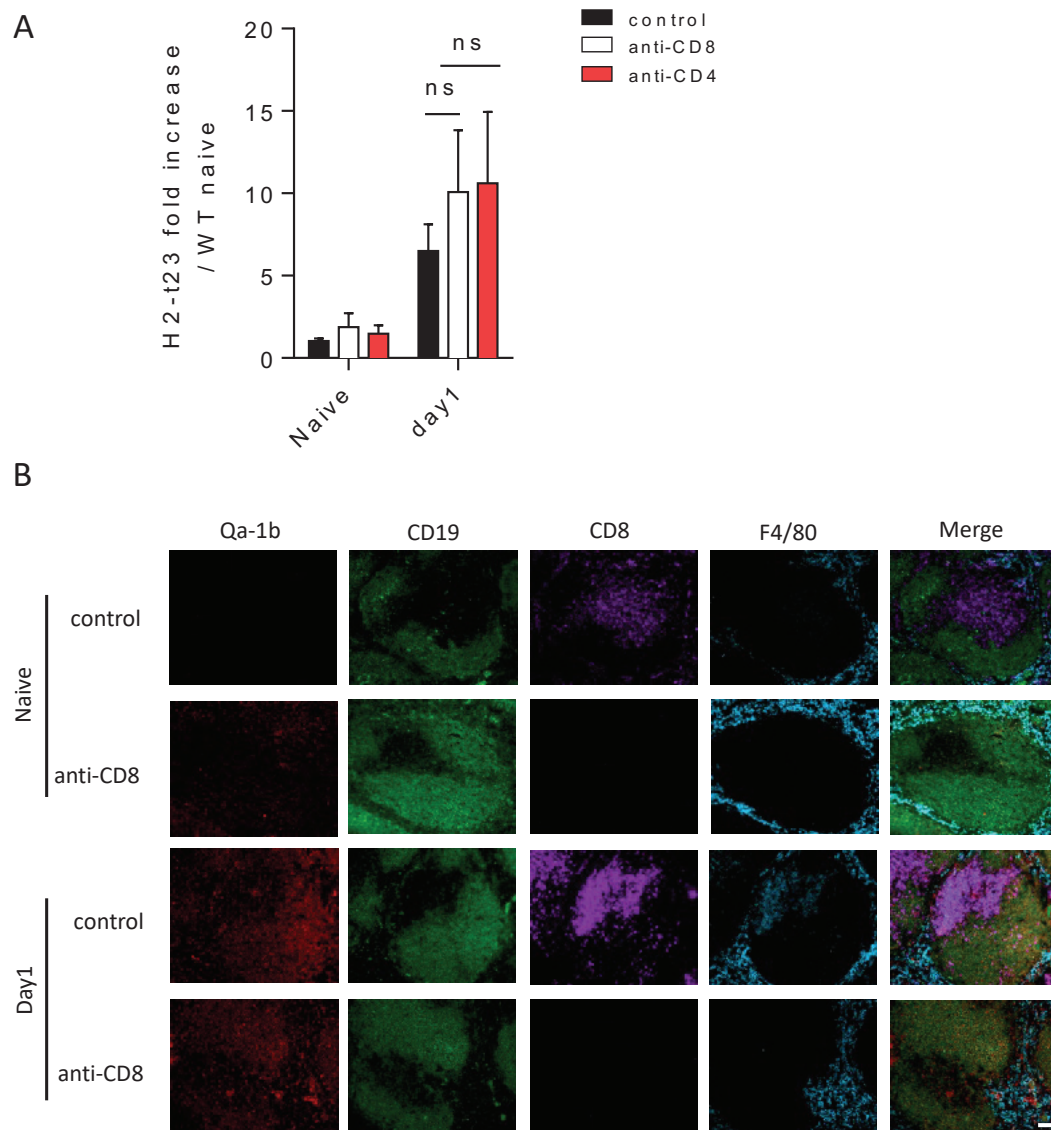 A
H2-t23 fold increase
/ WT naive
20
15
10
5
0
ns
ns
Naive
day1
control
anti-CD8
anti-CD4
B
Qa-1b CD19 CD8 F4/80 Merge
Naive
control
anti-CD8
Day1
control
anti-CD8